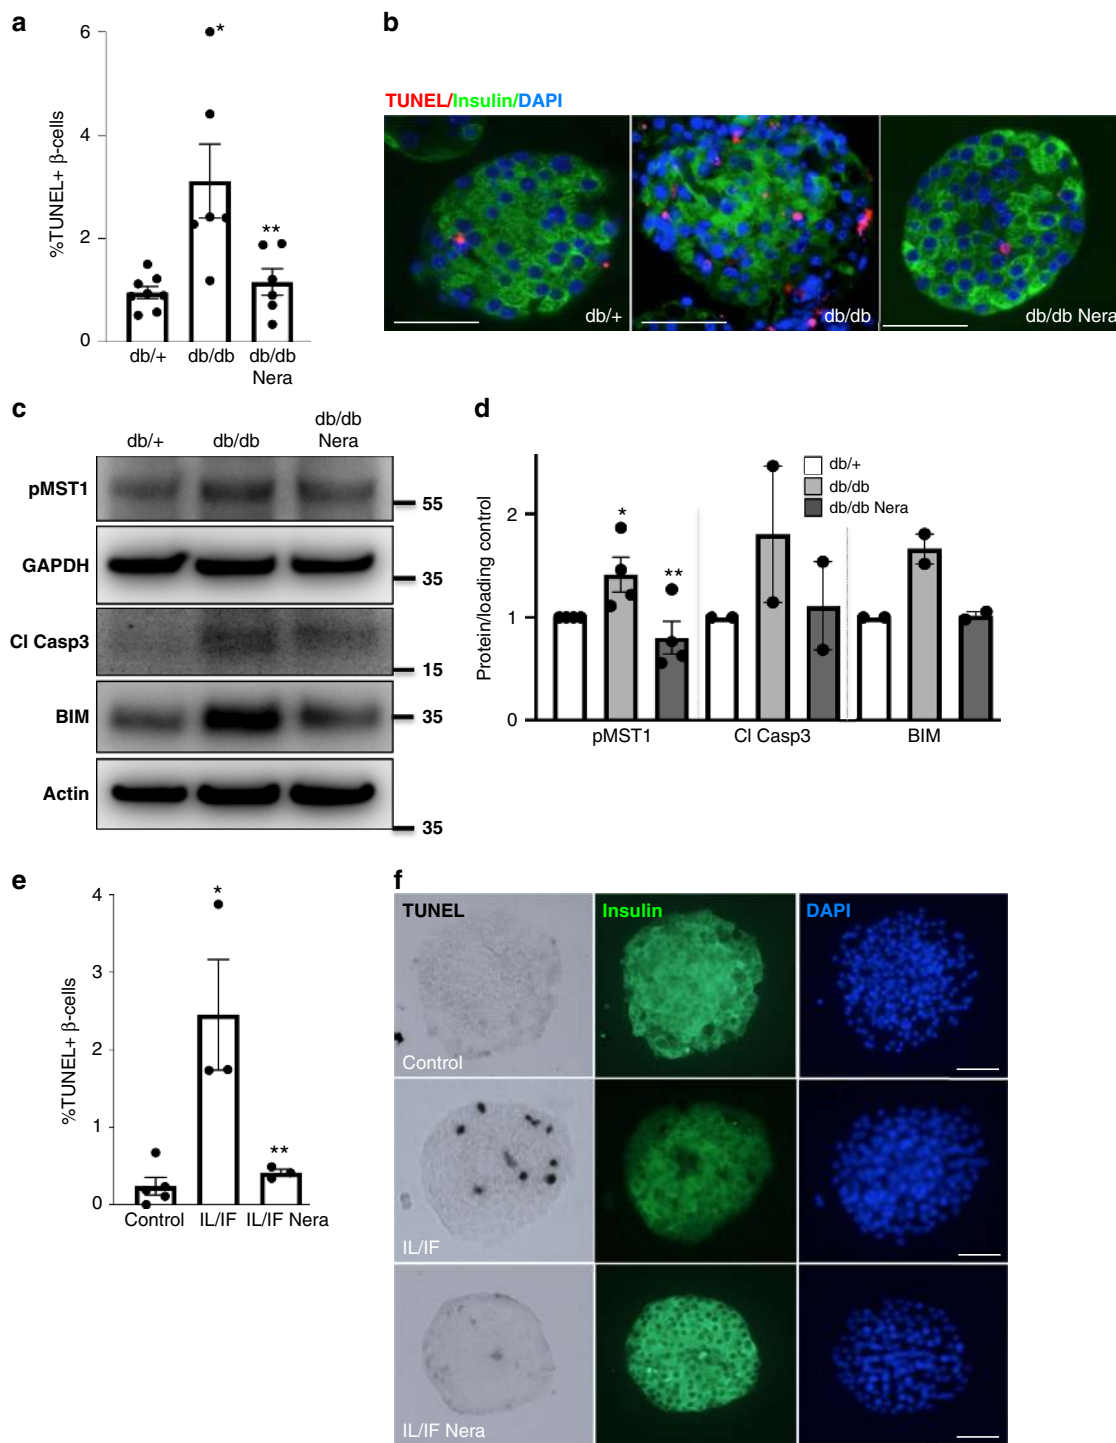 a
6
4
2
0
%TUNEL+ β-cells
*
**
db/+
db/db
db/db
Nera
b
TUNEL/Insulin/DAPI
db/+
db/db
db/db Nera
c
db/+
db/db
db/db
Nera
pMST1
55
GAPDH
35
Cl Casp3
15
BIM
35
Actin
35
d
Protein/loading control
2
1
0
db/+
db/db
db/db Nera
*
**
pMST1
Cl Casp3
BIM
e
%TUNEL+ β-cells
4
3
2
1
0
*
**
Control
IL/IF
IL/IF Nera
f
TUNEL
Insulin
DAPI
Control
IL/IF
IL/IF Nera